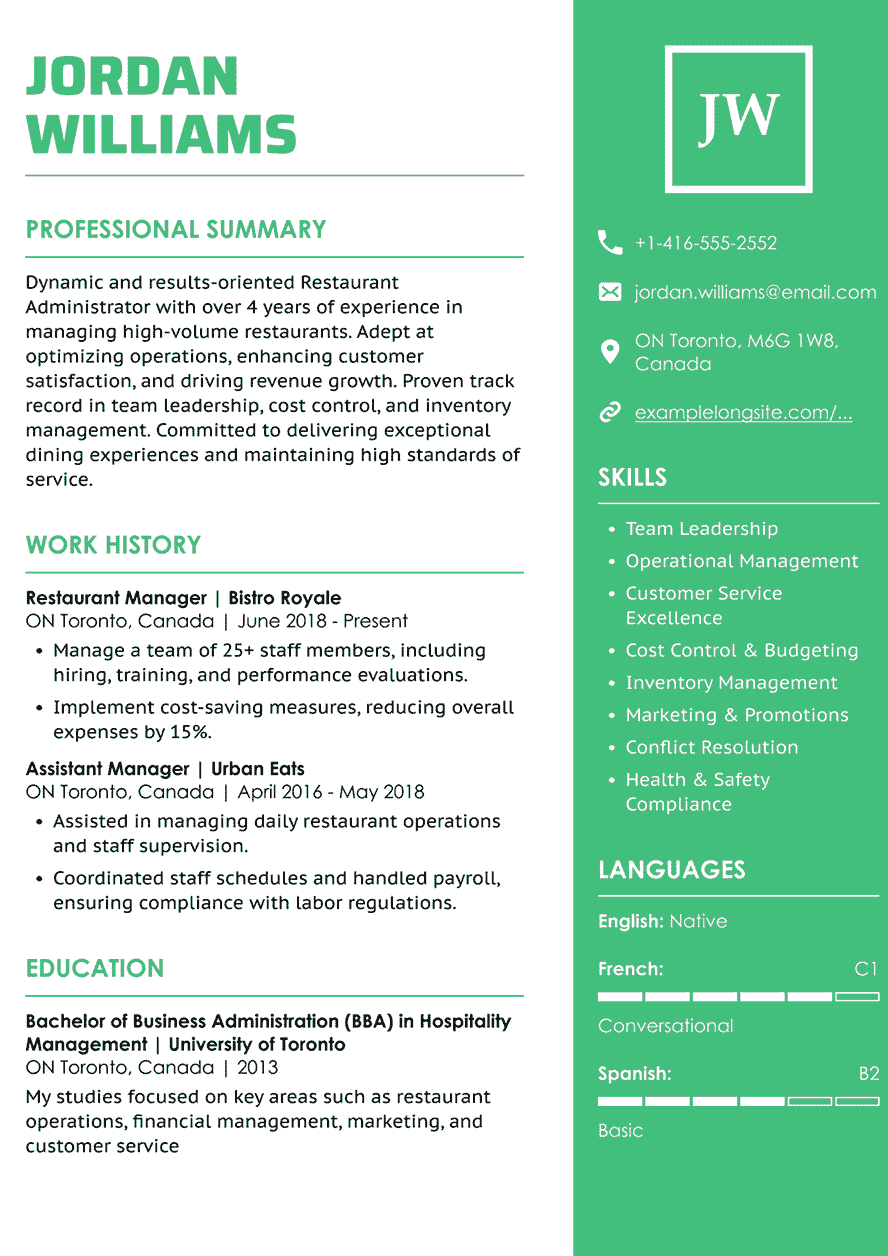 JORDAN
WILLIAMS
PROFESSIONAL SUMMARY
Dynamic and results-oriented Restaurant
Administrator with over 4 years of experience in
managing high-volume restaurants. Adept at
optimizing operations, enhancing customer
satisfaction, and driving revenue growth. Proven track
record in team leadership, cost control, and inventory
management. Committed to delivering exceptional
dining experiences and maintaining high standards of
service.
WORK HISTORY
Restaurant Manager | Bistro Royale
ON Toronto, Canada | June 2018 - Present
• Manage a team of 25+ staff members, including
hiring, training, and performance evaluations.
• Implement cost-saving measures, reducing overall
expenses by 15%.
Assistant Manager | Urban Eats
ON Toronto, Canada | April 2016 - May 2018
• Assisted in managing daily restaurant operations
and staff supervision.
• Coordinated staff schedules and handled payroll,
ensuring compliance with labor regulations.
EDUCATION
Bachelor of Business Administration (BBA) in Hospitality
Management | University of Toronto
ON Toronto, Canada | 2013
My studies focused on key areas such as restaurant
operations, financial management, marketing, and
customer service
JW
+1-416-555-2552
jordan.williams@email.com
ON Toronto, M6G 1W8,
Canada
examplelongsite.com/...
SKILLS
• Team Leadership
• Operational Management
• Customer Service
Excellence
• Cost Control & Budgeting
• Inventory Management
• Marketing & Promotions
• Conflict Resolution
• Health & Safety
Compliance
LANGUAGES
English: Native
French: C1
Conversational
Spanish: B2
Basic